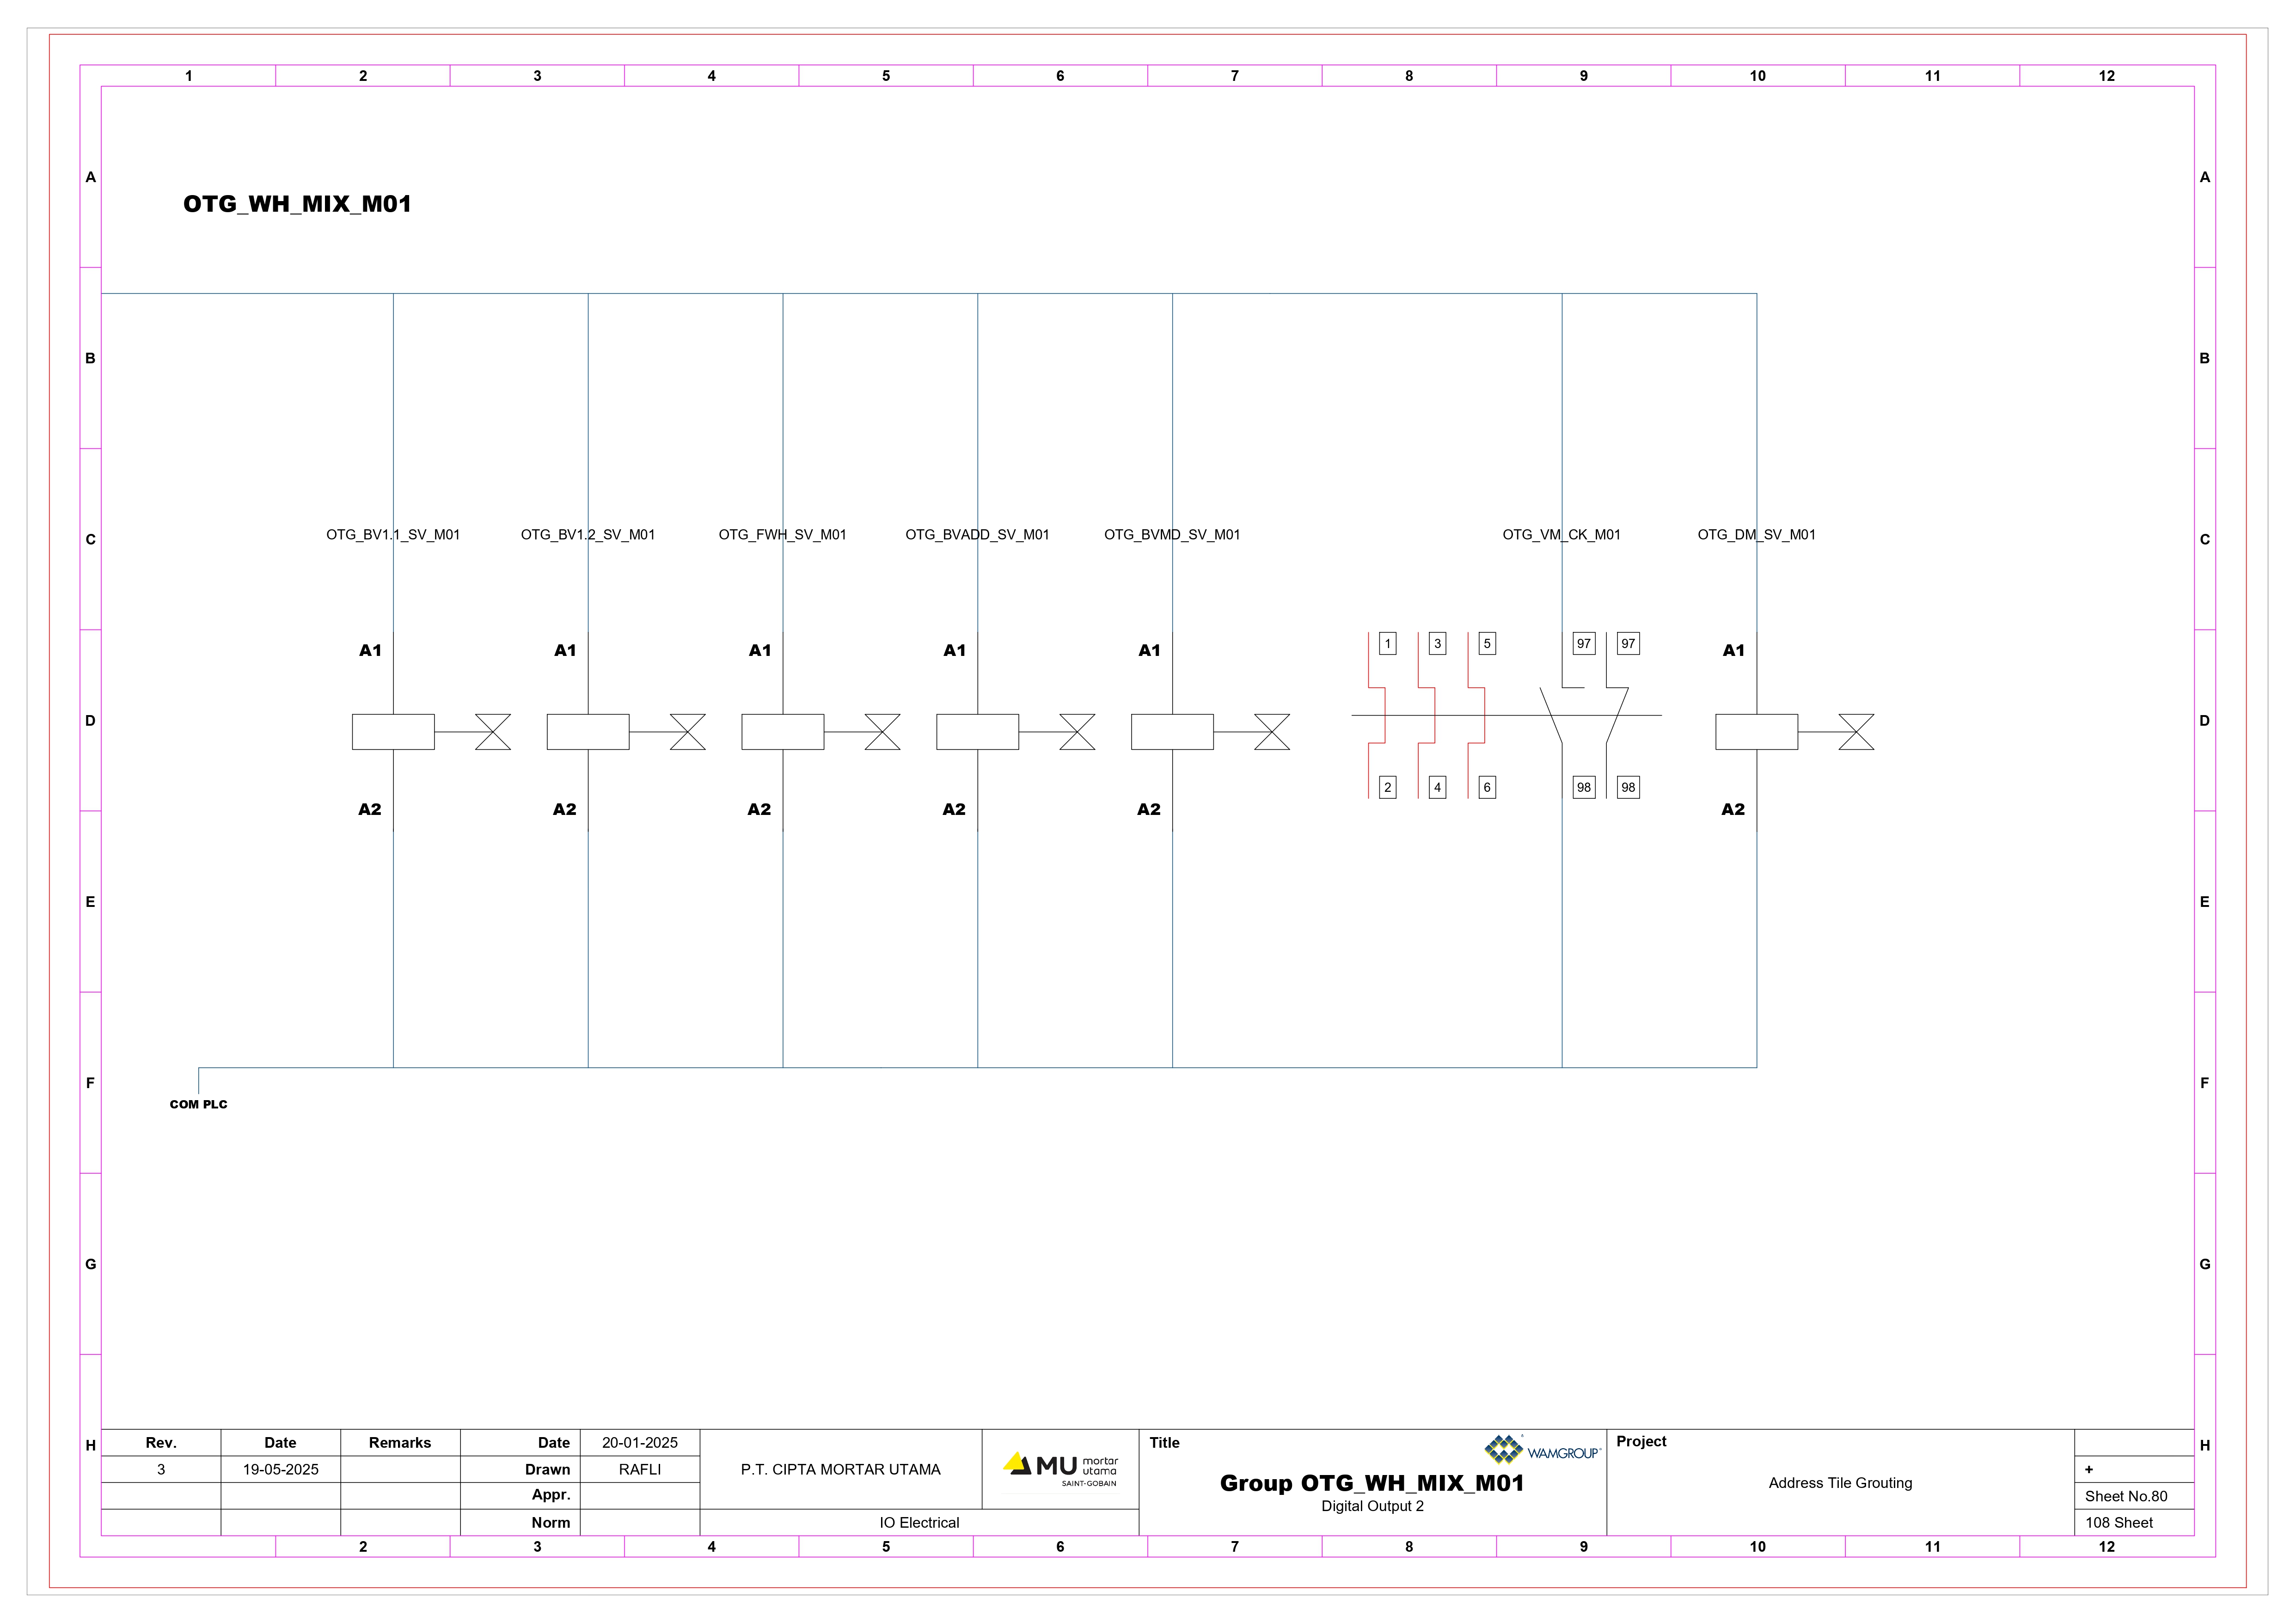 1 2 3 4 5 6 7 8 9 10 11 12
A A
OTG_WH_MIX_M01
B B
C C
OTG_BV1.1_SV_M01 OTG_BV1.2_SV_M01 OTG_FWH_SV_M01 OTG_BVADD_SV_M01 OTG_BVMD_SV_M01 OTG_VM_CK_M01 OTG_DM_SV_M01
1 3 5 97 97
A1 A1 A1 A1 A1 A1
D D
2 4 6 98 98
A2 A2 A2 A2 A2 A2
E E
F F
COM PLC
G G
H H
Rev. Date Remarks Date 20-01-2025
3 19-05-2025 Drawn RAFLI
Appr.
Norm
P.T. CIPTA MORTAR UTAMA
MU mortar
utama
SAINT-GOBAIN
IO Electrical
Title
WAMGROUP
Group OTG_WH_MIX_M01
Digital Output 2
Project
Address Tile Grouting
+
Sheet No.80
108 Sheet
2 3 4 5 6 7 8 9 10 11 12